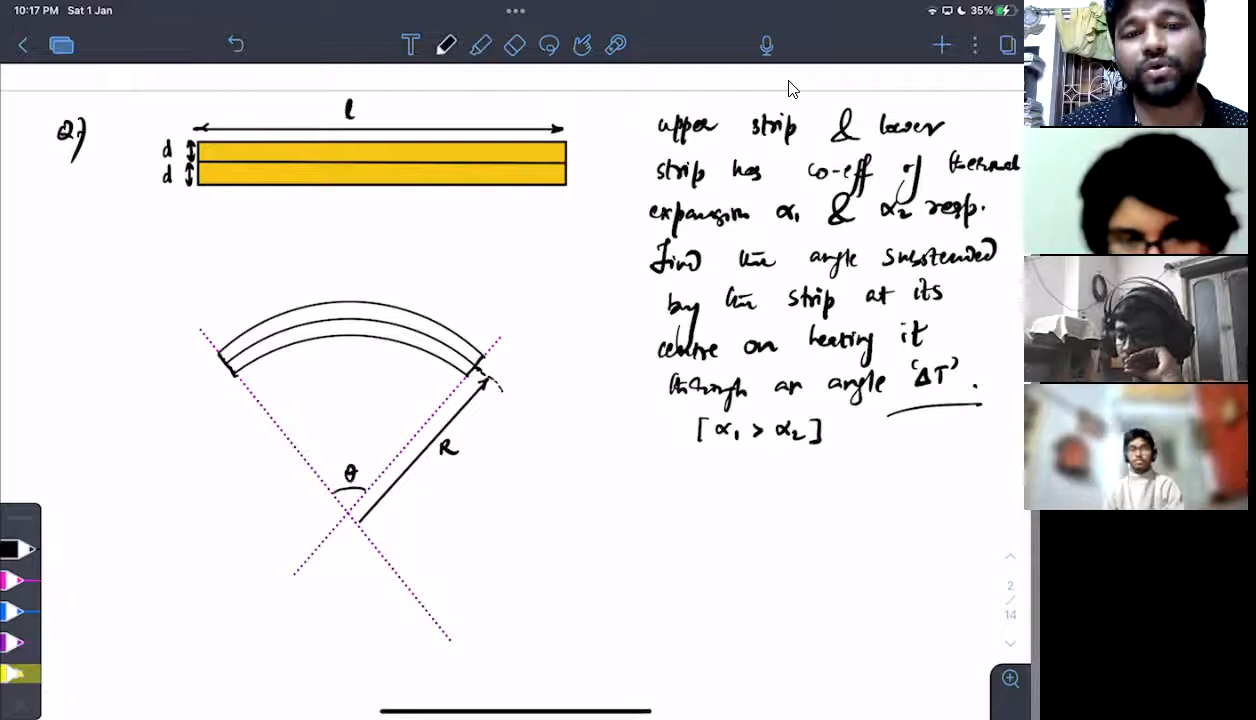 10:17 PM Sat 1 Jan
35%
T
Q2)
l
d
d
upper strip & lower
strip has co-eff of thermal
expansion α₁ & α₂ resp.
Find the angle substended
by the strip at its
centre on heating it
through an angle 'ΔT'.
[α₁ > α₂]
R
θ
2
/
14